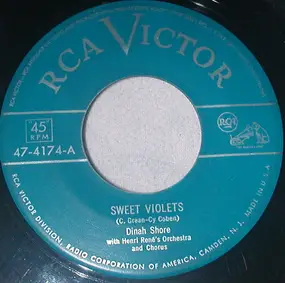 RCA VICTOR
45
RPM
47-4174-A
RCA
SWEET VIOLETS
(C. Grean-Cy Coben)
Dinah Shore
with Henri René's Orchestra
and Chorus
RCA VICTOR DIVISION, RADIO CORPORATION OF AMERICA, CAMDEN, N. J. MADE IN U.S.A.